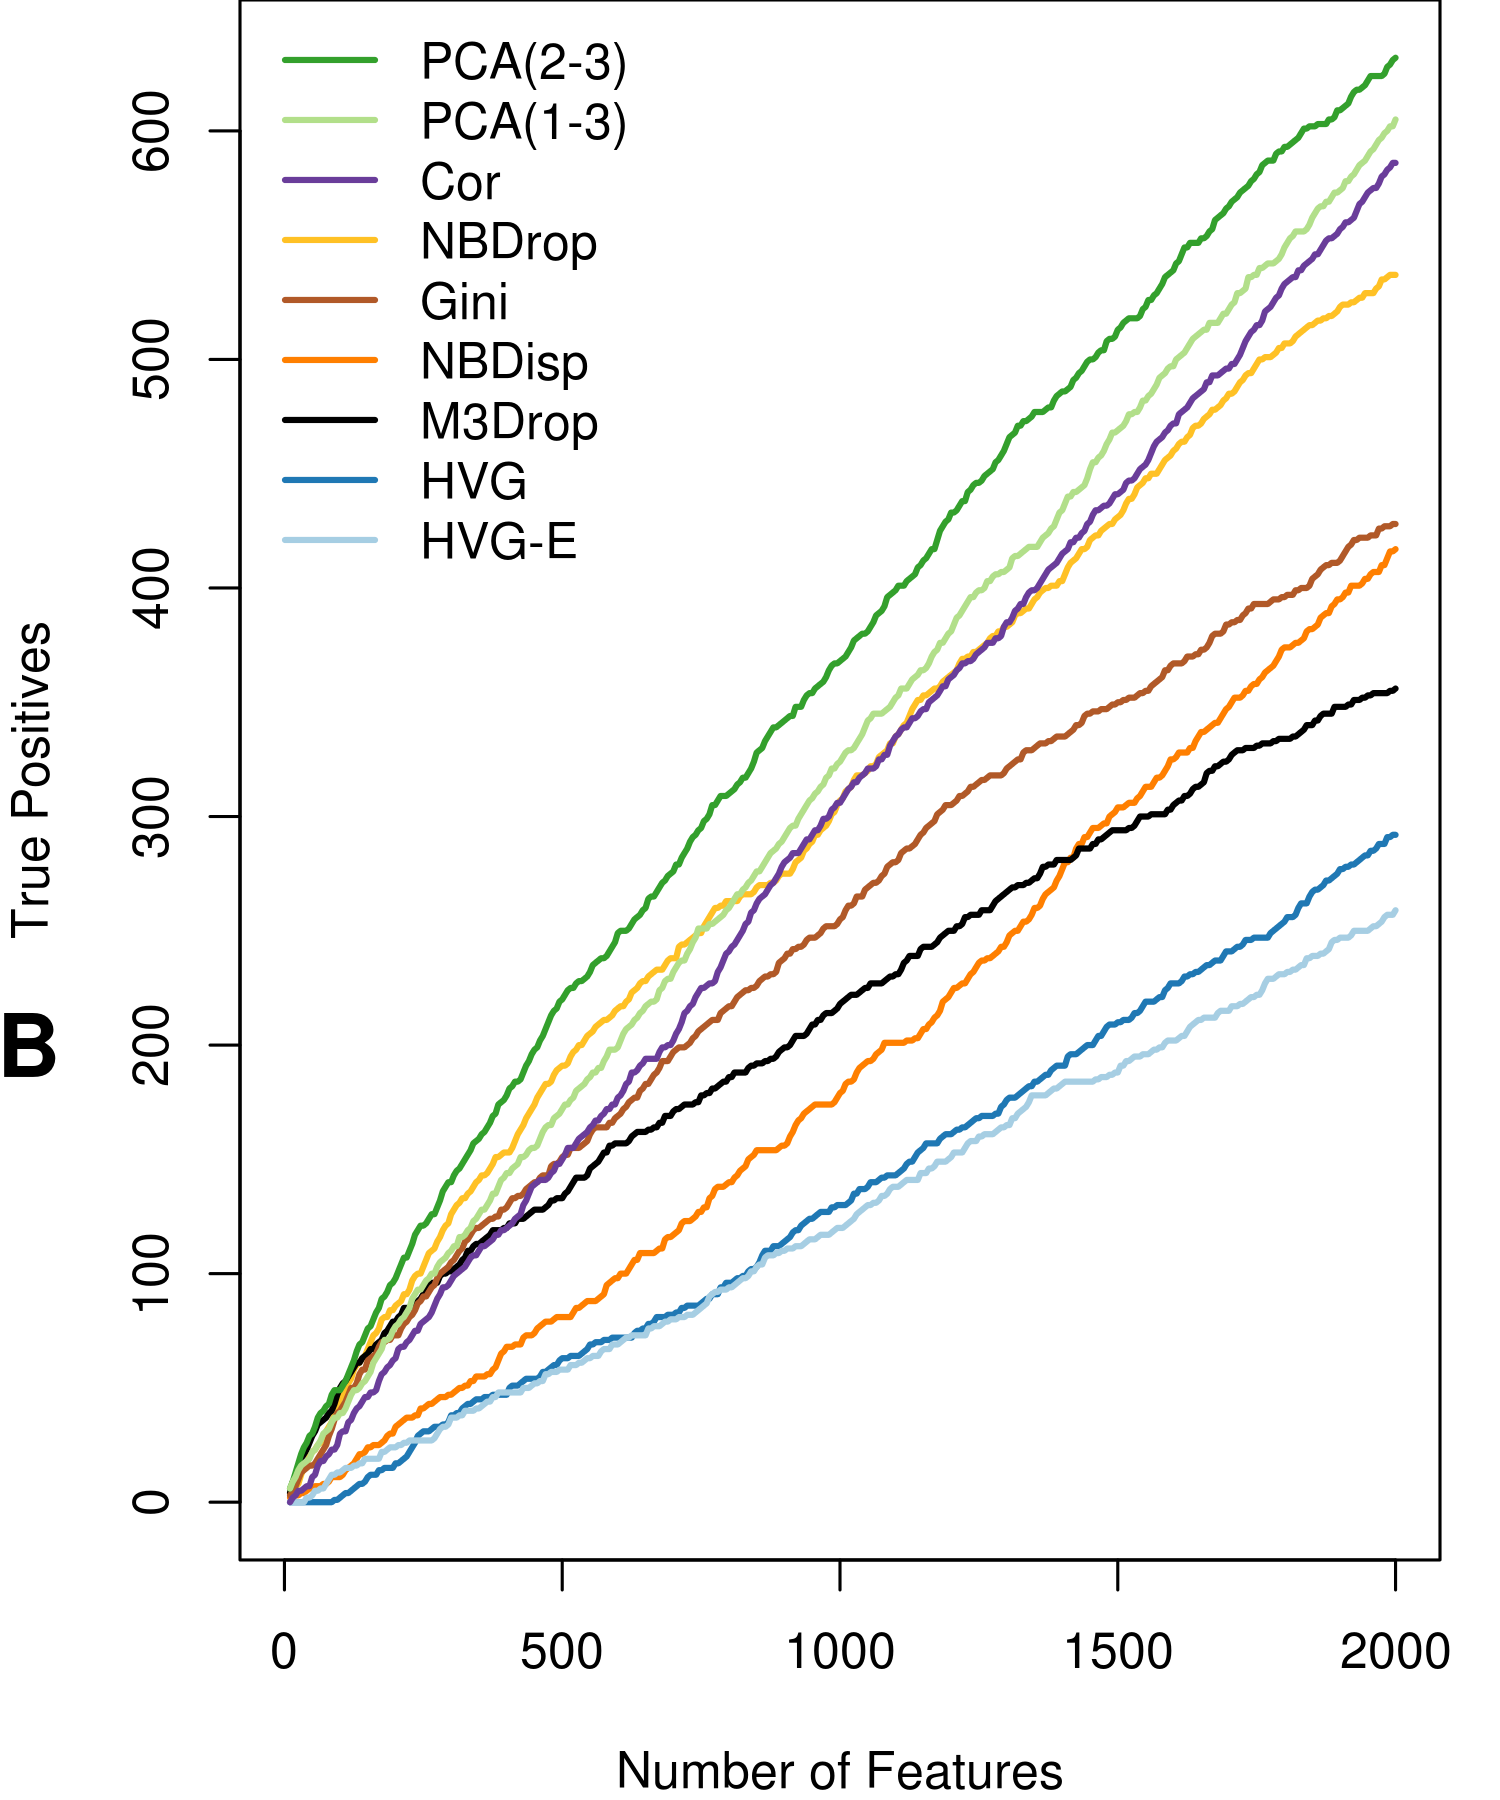 PCA(2-3)
PCA(1-3)
Cor
NBDrop
Gini
NBDisp
M3Drop
HVG
HVG-E
True Positives
600
500
400
300
200
100
0
B
0 500 1000 1500 2000
Number of Features